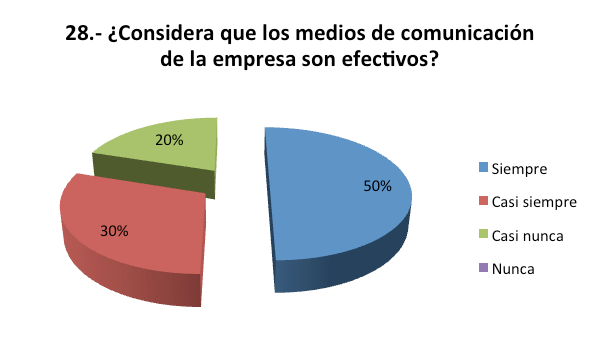 28.- ¿Considera que los medios de comunicación
de la empresa son efectivos?
20%
50%
30%
Siempre
Casi siempre
Casi nunca
Nunca